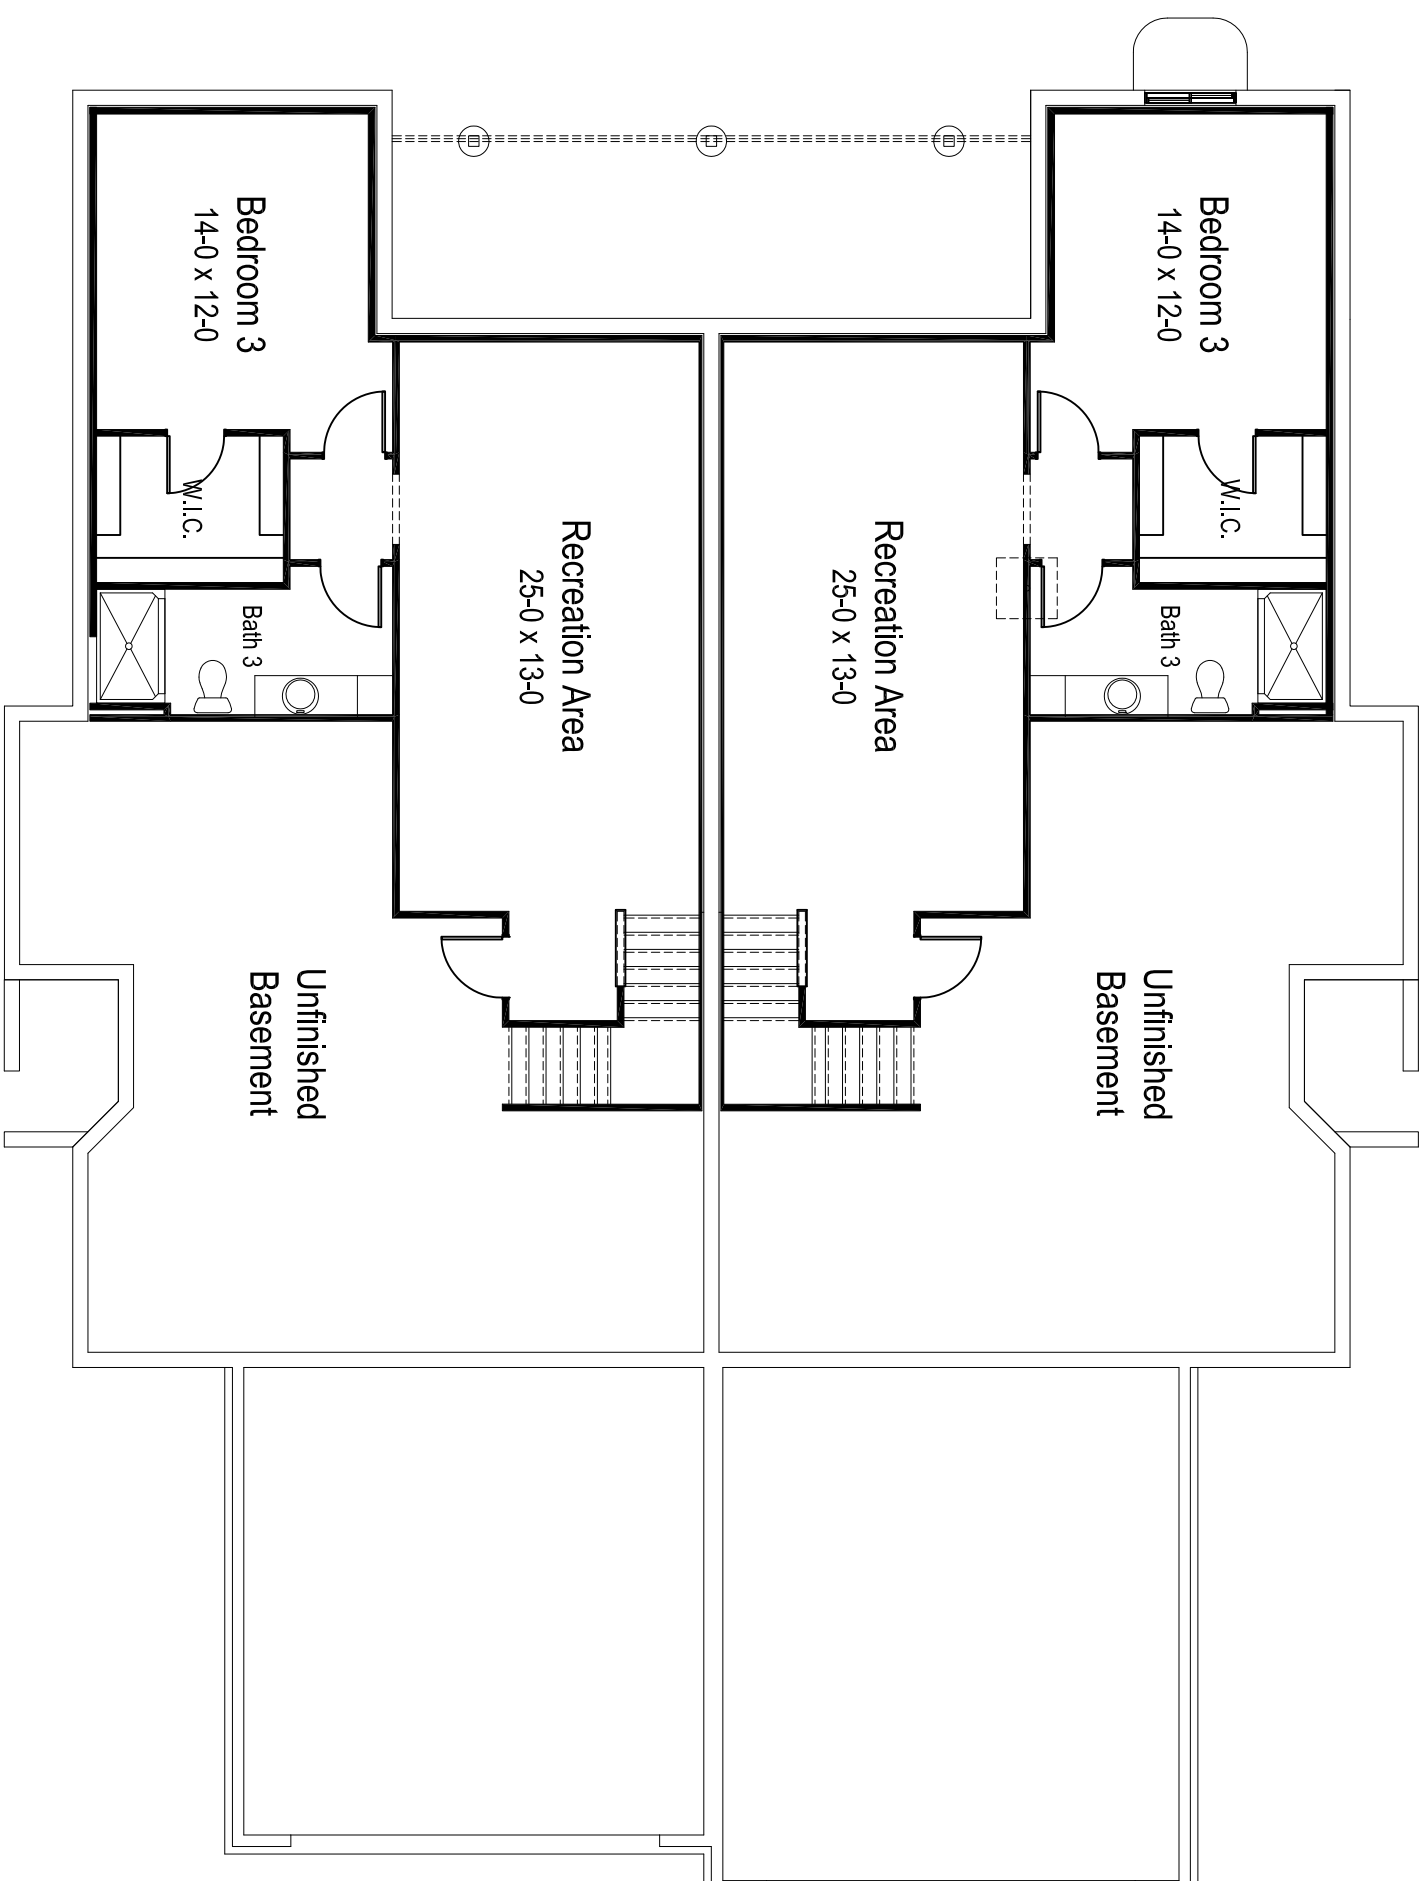 Bedroom 3
14-0 x 12-0
W.I.C.
Bath 3
Recreation Area
25-0 x 13-0
Unfinished
Basement
Recreation Area
25-0 x 13-0
Bedroom 3
14-0 x 12-0
W.I.C.
Bath 3
Unfinished
Basement